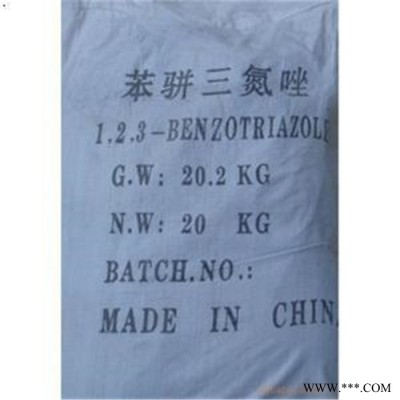 苯骈三氮唑
1,2,3-BENZOTRIAZOLE
G.W: 20.2 KG
N.W: 20 KG
BATCH.NO.:
MADE IN CHINA
www.***.com